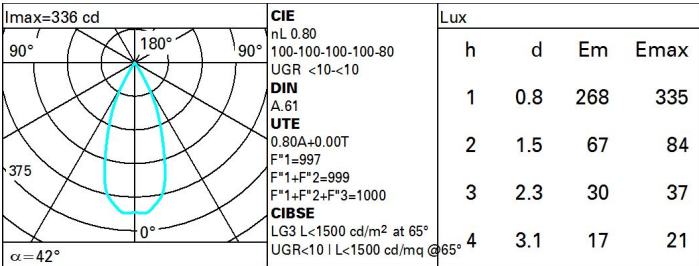 Imax=336 cd
90°
180°
90°
375
0°
α=42°
CIE
nL 0.80
100-100-100-100-80
UGR <10-<10
DIN
A.61
UTE
0.80A+0.00T
F"1=997
F"1+F"2=999
F"1+F"2+F"3=1000
CIBSE
LG3 L<1500 cd/m² at 65°
UGR<10 | L<1500 cd/mq @65°
Lux
h d Em Emax
1 0.8 268 335
2 1.5 67 84
3 2.3 30 37
4 3.1 17 21